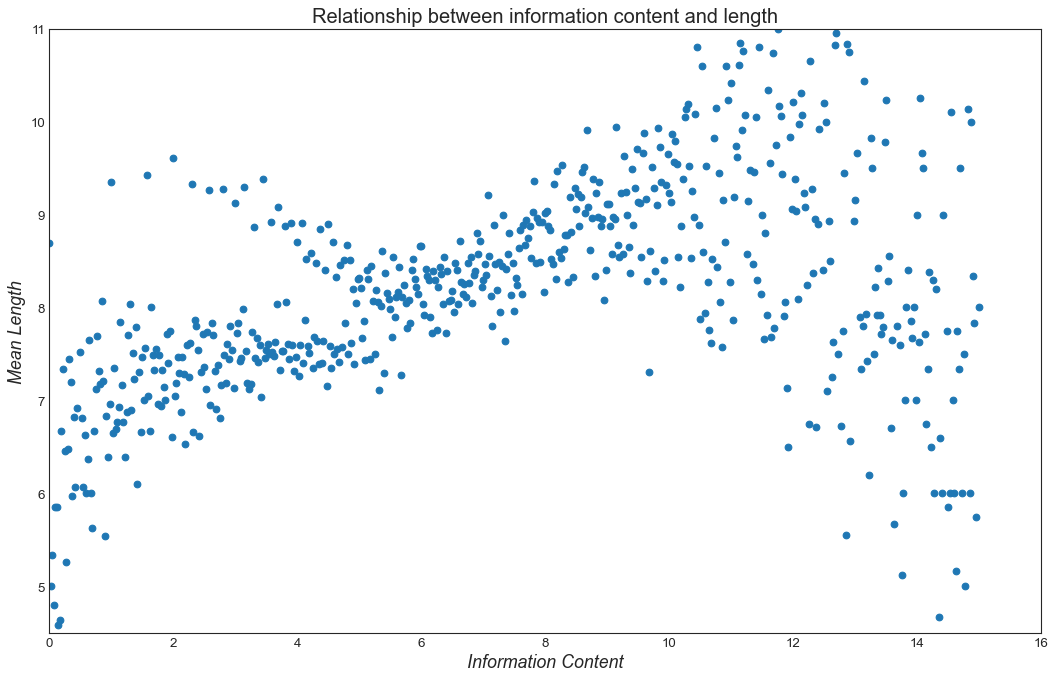 Relationship between information content and length
Mean Length
11
10
9
8
7
6
5
0 2 4 6 8 10 12 14 16
Information Content